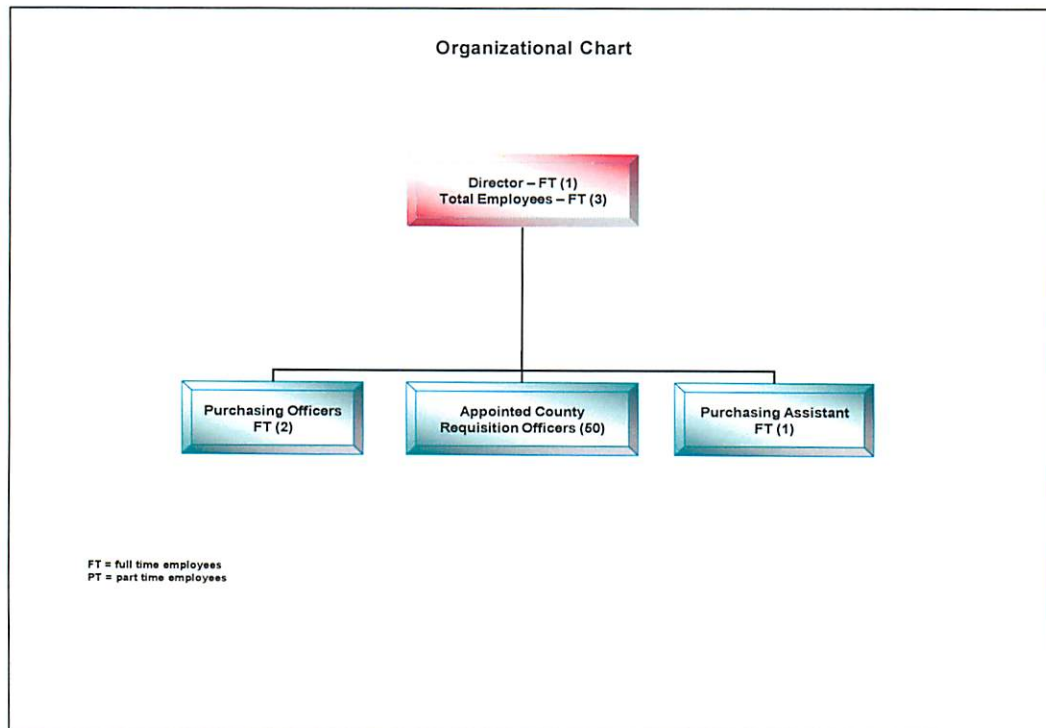 Organizational Chart
Director – FT (1)
Total Employees – FT (3)
Purchasing Officers
FT (2)
Appointed County
Requisition Officers (50)
Purchasing Assistant
FT (1)
FT = full time employees
PT = part time employees